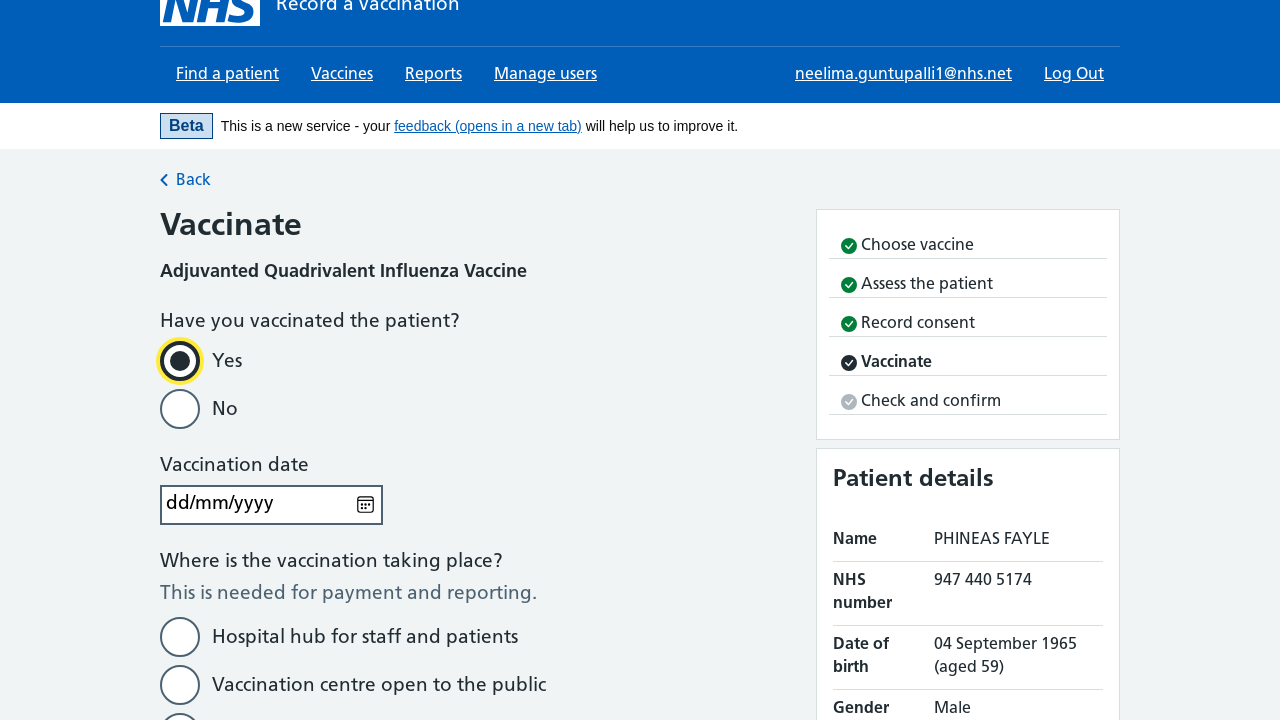 NHS Record a vaccination
Find a patient Vaccines Reports Manage users neelima.guntupalli1@nhs.net Log Out
Beta This is a new service - your feedback (opens in a new tab) will help us to improve it.
Back
Vaccinate
Adjuvanted Quadrivalent Influenza Vaccine
Have you vaccinated the patient?
Yes
No
Vaccination date
dd/mm/yyyy
Where is the vaccination taking place?
This is needed for payment and reporting.
Hospital hub for staff and patients
Vaccination centre open to the public
Choose vaccine
Assess the patient
Record consent
Vaccinate
Check and confirm
Patient details
Name PHINEAS FAYLE
NHS number 947 440 5174
Date of birth 04 September 1965 (aged 59)
Gender Male